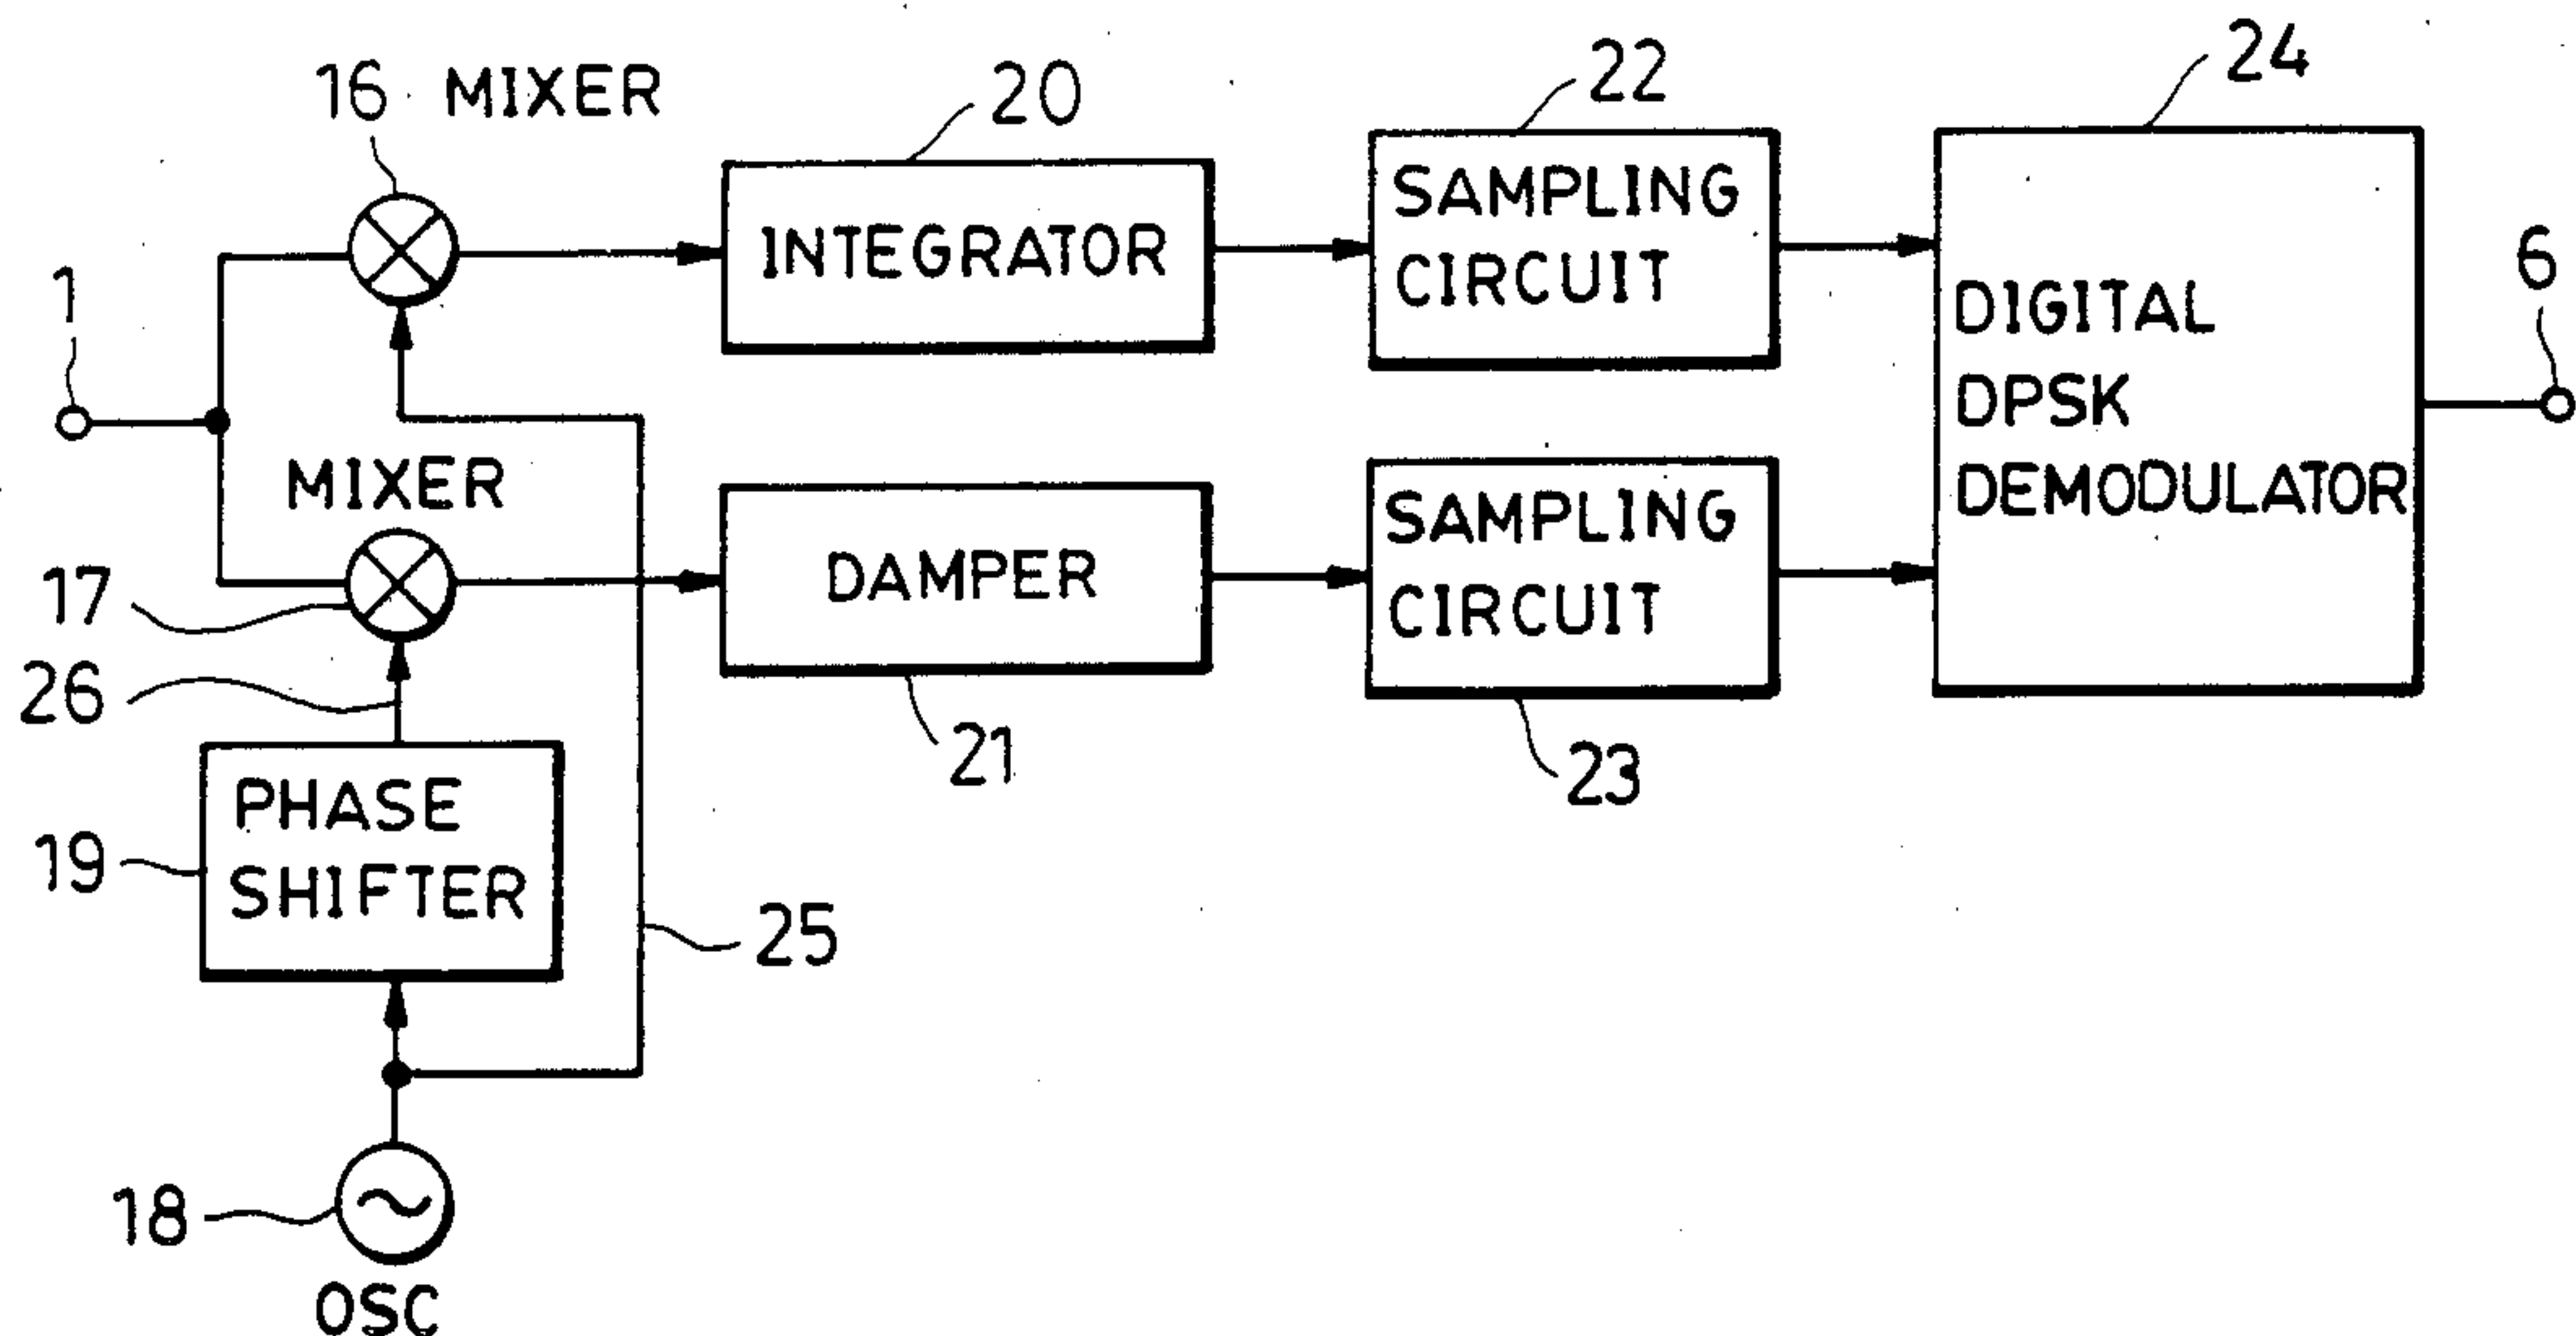 16 MIXER
20
22
24
SAMPLING
CIRCUIT
INTEGRATOR
1
6
DIGITAL
DPSK
DEMODULATOR
MIXER
SAMPLING
CIRCUIT
DAMPER
17
26
21
23
PHASE
SHIFTER
19
25
18
OSC